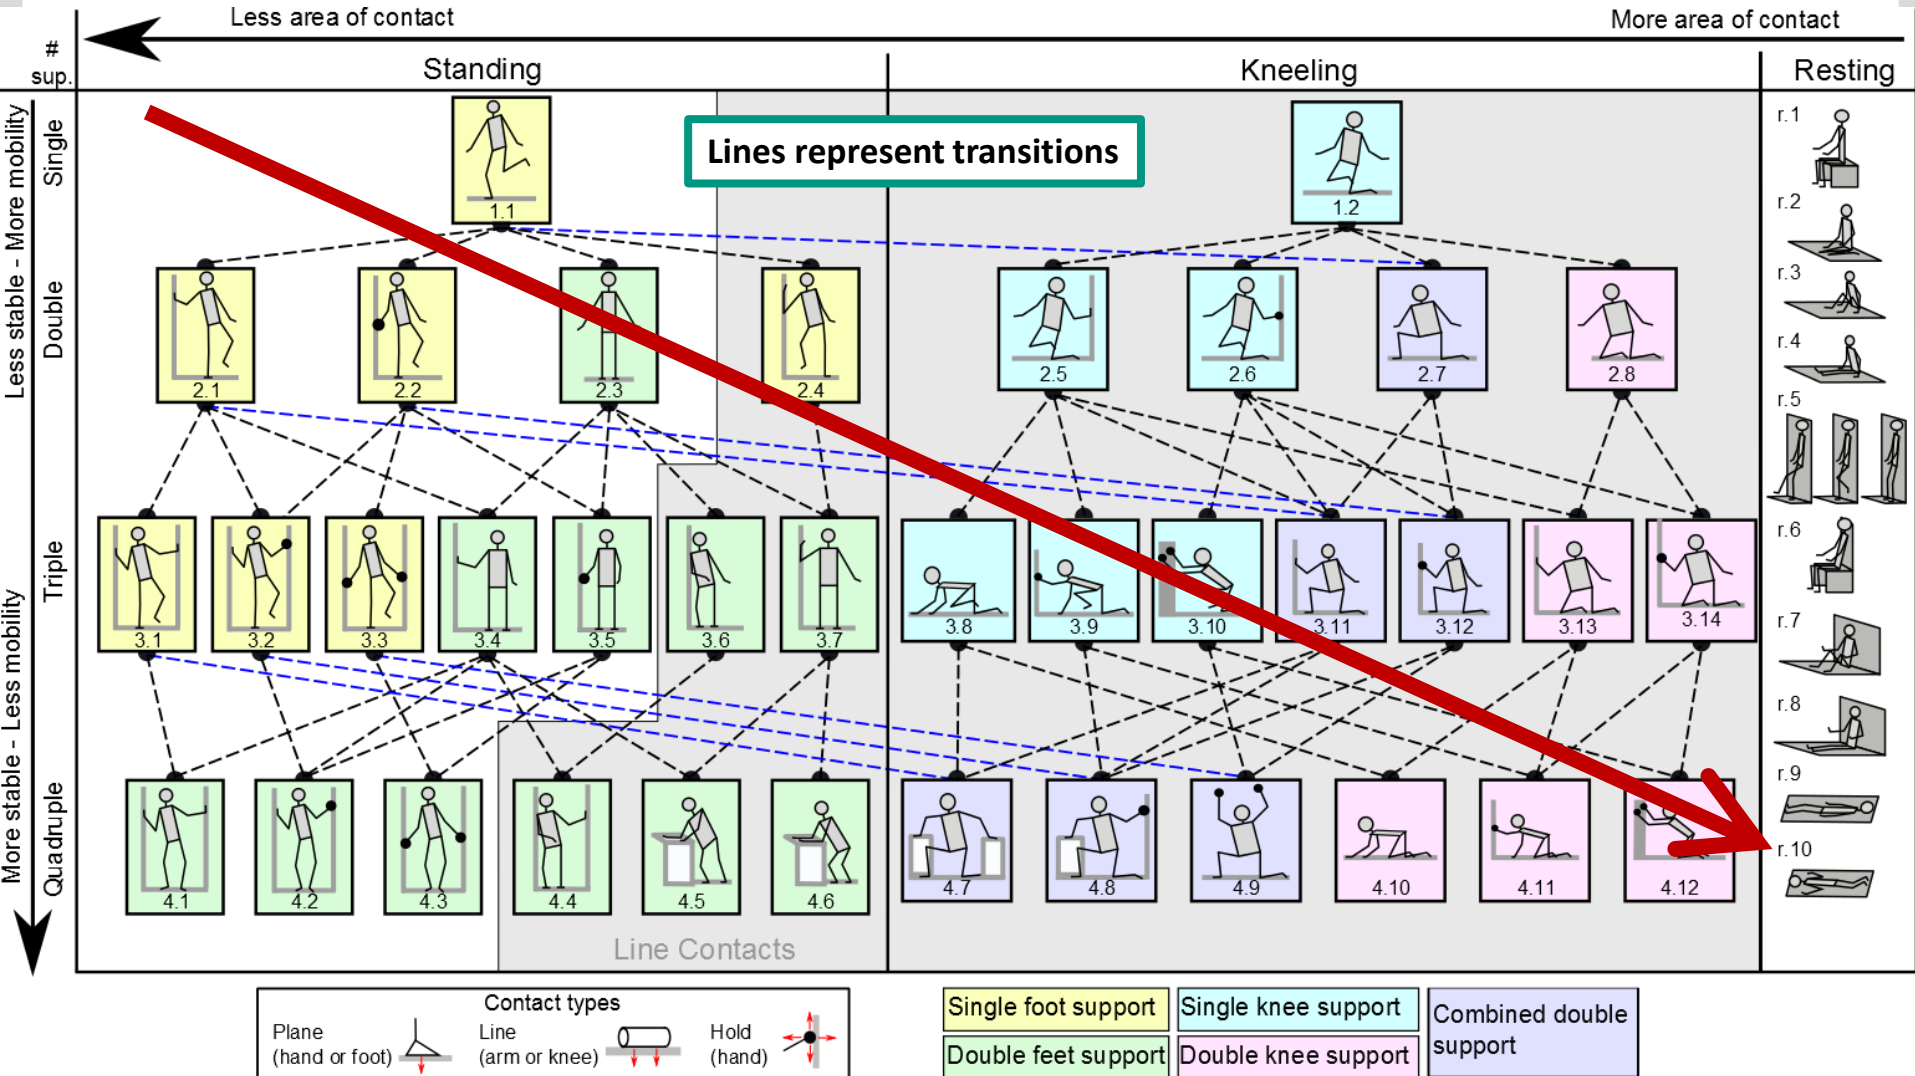 Less area of contact
More area of contact
#
sup.
Standing
Kneeling
Resting
Less stable - More mobility
More stable - Less mobility
Single
Double
Triple
Quadruple
Lines represent transitions
1.1
1.2
2.1
2.2
2.3
2.4
2.5
2.6
2.7
2.8
3.1
3.2
3.3
3.4
3.5
3.6
3.7
3.8
3.9
3.10
3.11
3.12
3.13
3.14
4.1
4.2
4.3
4.4
4.5
4.6
4.7
4.8
4.9
4.10
4.11
4.12
r.1
r.2
r.3
r.4
r.5
r.6
r.7
r.8
r.9
r.10
Line Contacts
Contact types
Plane
(hand or foot)
Line
(arm or knee)
Hold
(hand)
Single foot support
Single knee support
Combined double
support
Double feet support
Double knee support